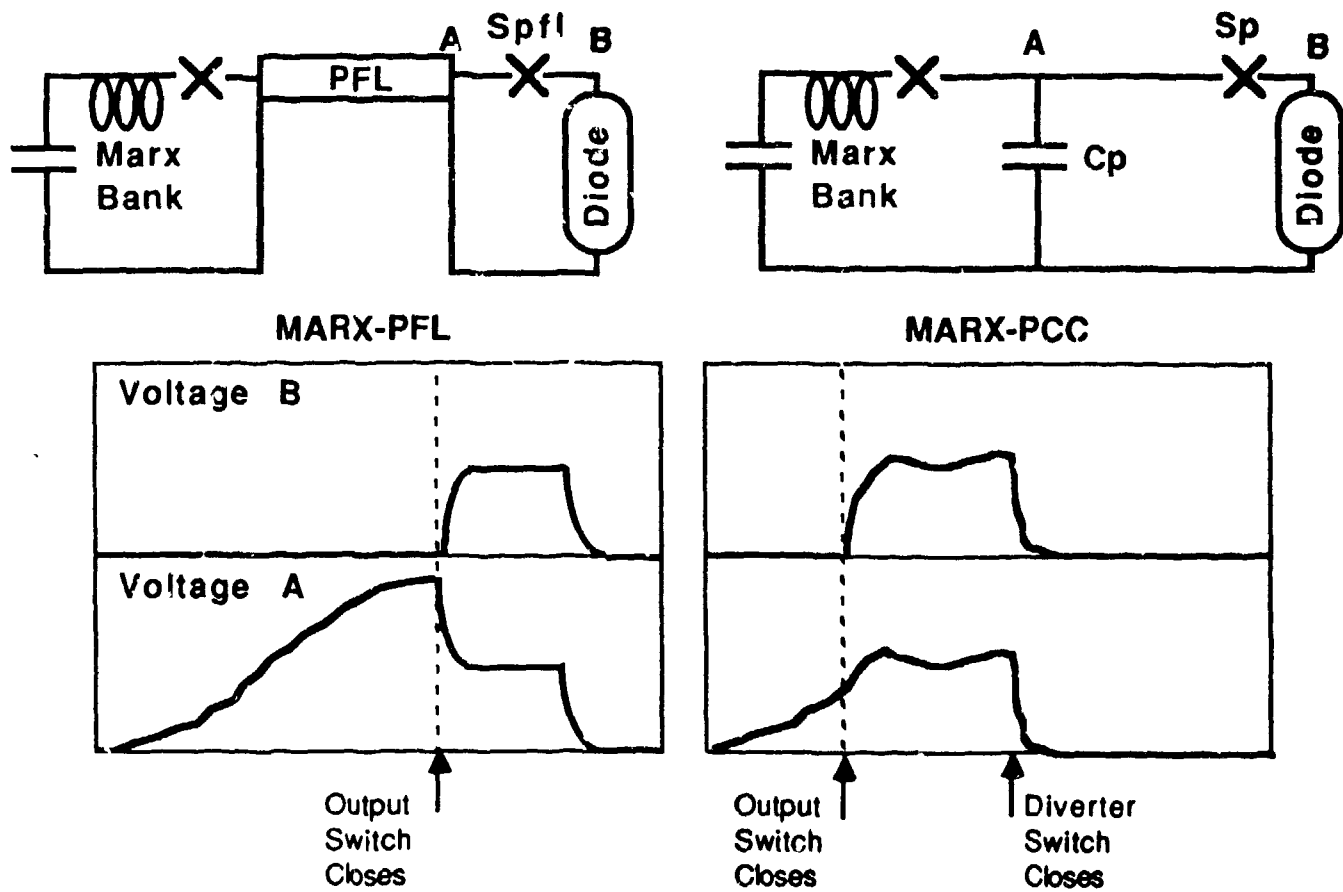 A
Spfl
B
PFL
Marx
Bank
Diode
A
Sp
B
Marx
Bank
Cp
Diode
MARX-PFL
MARX-PCC
Voltage B
Voltage A
Output
Switch
Closes
Output
Switch
Closes
Diverter
Switch
Closes